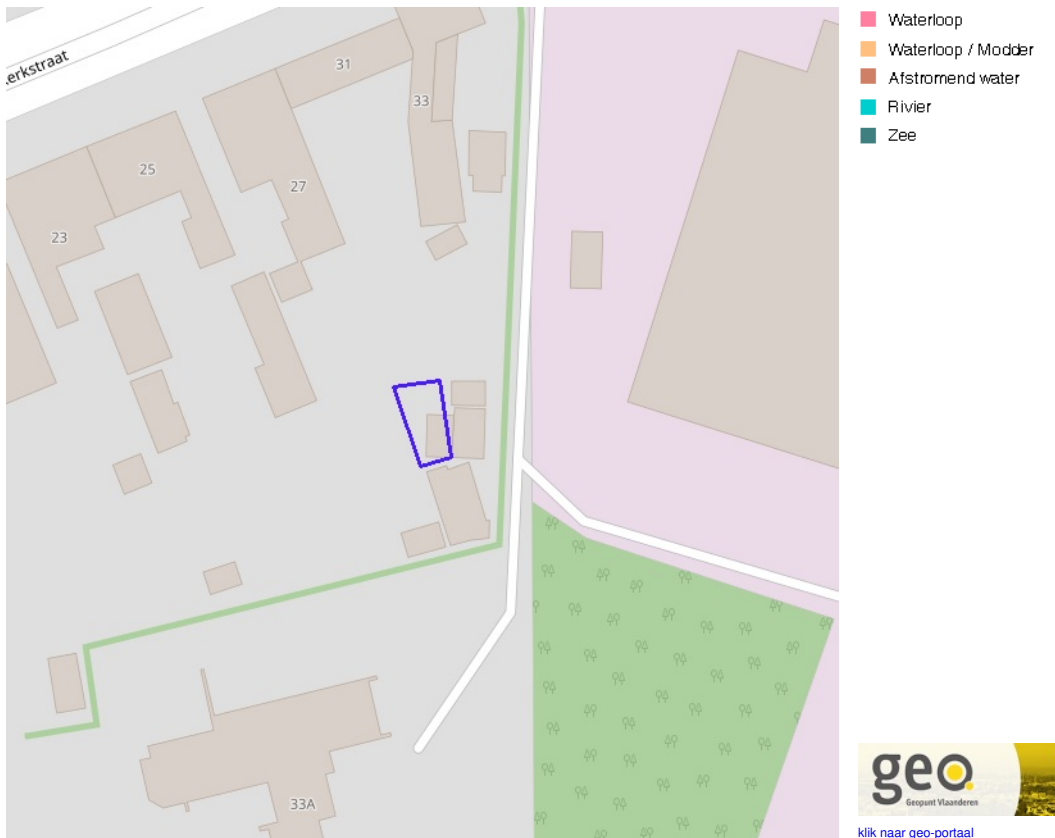 31
33
25
27
23
33A
Waterloop
Waterloop / Modder
Afstromend water
Rivier
Zee
geo
Geopunt Vlaanderen
klik naar geo-portaal